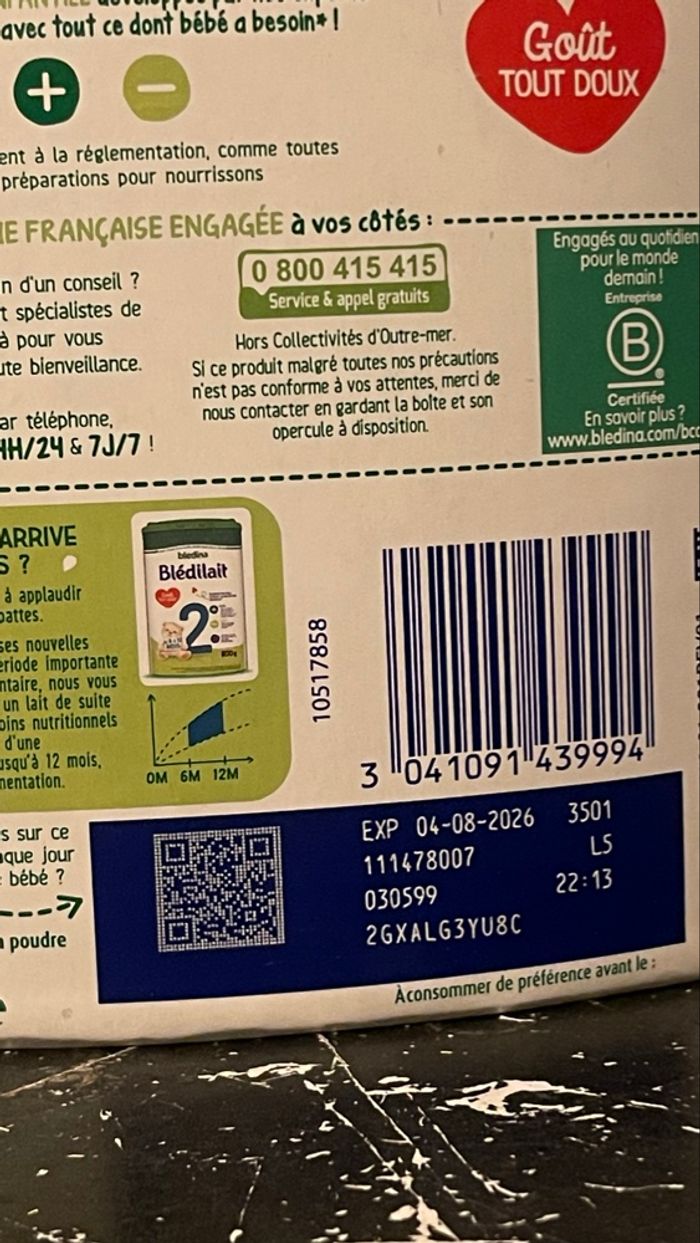 avec tout ce dont bébé a besoin* !
Goût
TOUT DOUX
ent à la réglementation, comme toutes
préparations pour nourrissons
E FRANÇAISE ENGAGÉE à vos côtés :
n d'un conseil ?
t spécialistes de
à pour vous
ute bienveillance.
ar téléphone,
4H/24 & 7J/7 !
0 800 415 415
Service & appel gratuits
Hors Collectivités d'Outre-mer.
Si ce produit malgré toutes nos précautions
n'est pas conforme à vos attentes, merci de
nous contacter en gardant la boîte et son
opercule à disposition.
Engagés au quotidien
pour le monde
demain !
Entreprise
B
Certifiée
En savoir plus ?
www.bledina.com/bco
ARRIVE
S ?
à applaudir
pattes.
ses nouvelles
ériode importante
ntaire, nous vous
un lait de suite
oins nutritionnels
d'une
usqu'à 12 mois,
mentation.
bledina
Blédilait
2
800g
0M 6M 12M
10517858
3 041091 439994
s sur ce
que jour
bébé ?
poudre
EXP 04-08-2026 3501
111478007 L5
030599 22:13
2GXALG3YU8C
À consommer de préférence avant le :